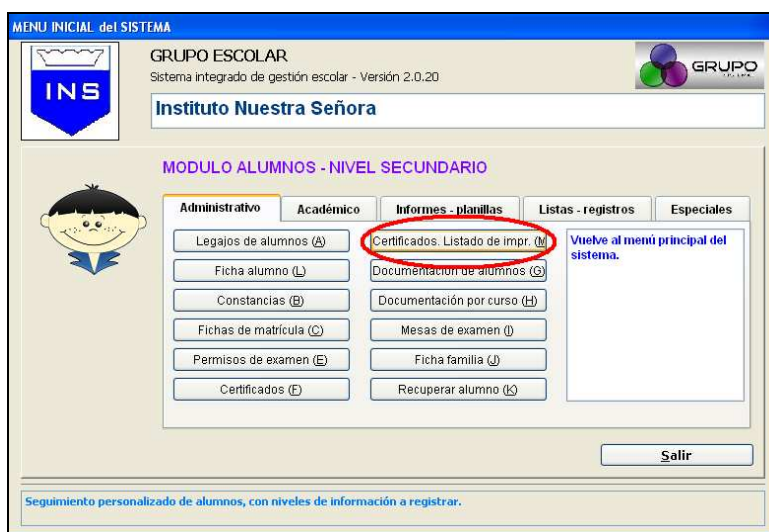 MENU INICIAL del SISTEMA
INS
GRUPO ESCOLAR
Sistema integrado de gestión escolar - Versión 2.0.20
GRUPO
Instituto Nuestra Señora
MODULO ALUMNOS - NIVEL SECUNDARIO
Administrativo Académico Informes - planillas Listas - registros Especiales
Legajos de alumnos (A) Certificados. Listado de impr. (M
Ficha alumno (L) Documentación de alumnos (G)
Constancias (B) Documentación por curso (H)
Fichas de matrícula (C) Mesas de examen (I)
Permisos de examen (E) Ficha familia (J)
Certificados (F) Recuperar alumno (K)
Vuelve al menú principal del
sistema.
Salir
Seguimiento personalizado de alumnos, con niveles de información a registrar.